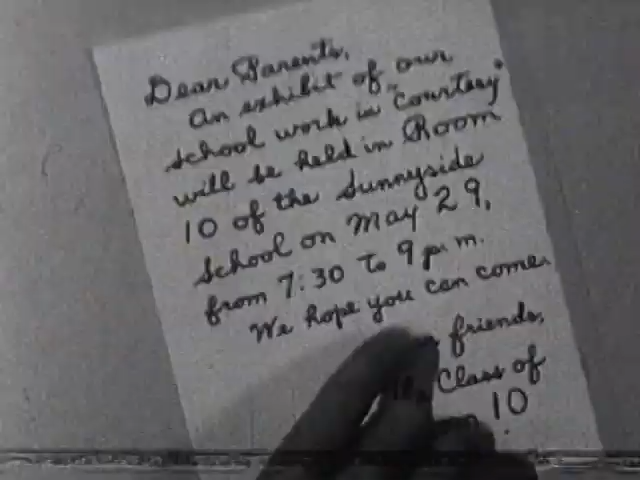 Dear Parents,
An exhibit of our
school work in "Courtesy"
will be held in Room
10 of the Sunnyside
School on May 29,
from 7:30 to 9 p.m.
We hope you can come.
friends,
Class of
10